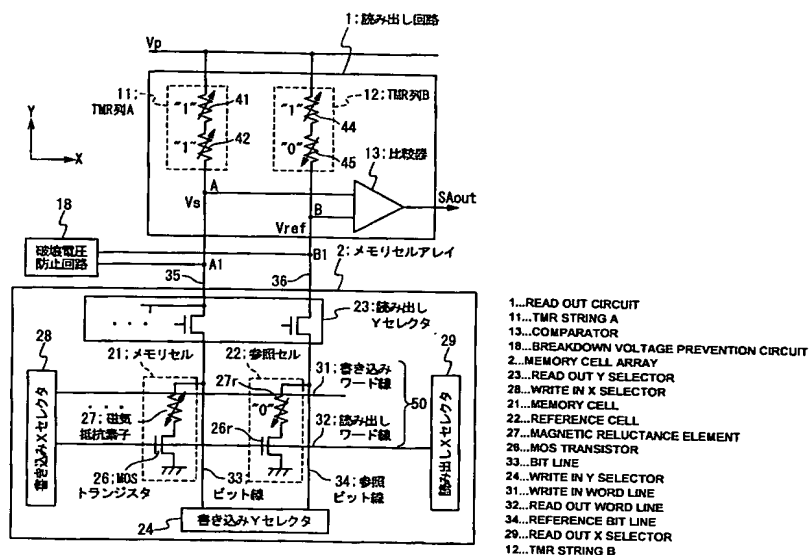 1;読み出し回路
Vp
11;
TMR列A
"1"
41
"1"
42
12;TMR列B
"1"
44
"0"
45
13;比較器
Y
X
A
Vs
B
Vref
SAout
18
破壊電圧
防止回路
A1
B1
35
36
2;メモリセルアレイ
23;読み出し
Yセレクタ
28
29
21;メモリセル
22;参照セル
31;書き込み
ワード線
27r
50
書き込みXセレクタ
27;磁気
抵抗素子
"0"
26r
32;読み出し
ワード線
読み出しXセレクタ
26;MOS
トランジスタ
33;
ビット線
34;参照
ビット線
24
書き込みYセレクタ
1...READ OUT CIRCUIT
11...TMR STRING A
13...COMPARATOR
18...BREAKDOWN VOLTAGE PREVENTION CIRCUIT
2...MEMORY CELL ARRAY
23...READ OUT Y SELECTOR
28...WRITE IN X SELECTOR
21...MEMORY CELL
22...REFERENCE CELL
27...MAGNETIC RELUCTANCE ELEMENT
26...MOS TRANSISTOR
33...BIT LINE
24...WRITE IN Y SELECTOR
31...WRITE IN WORD LINE
32...READ OUT WORD LINE
34...REFERENCE BIT LINE
29...READ OUT X SELECTOR
12...TMR STRING B